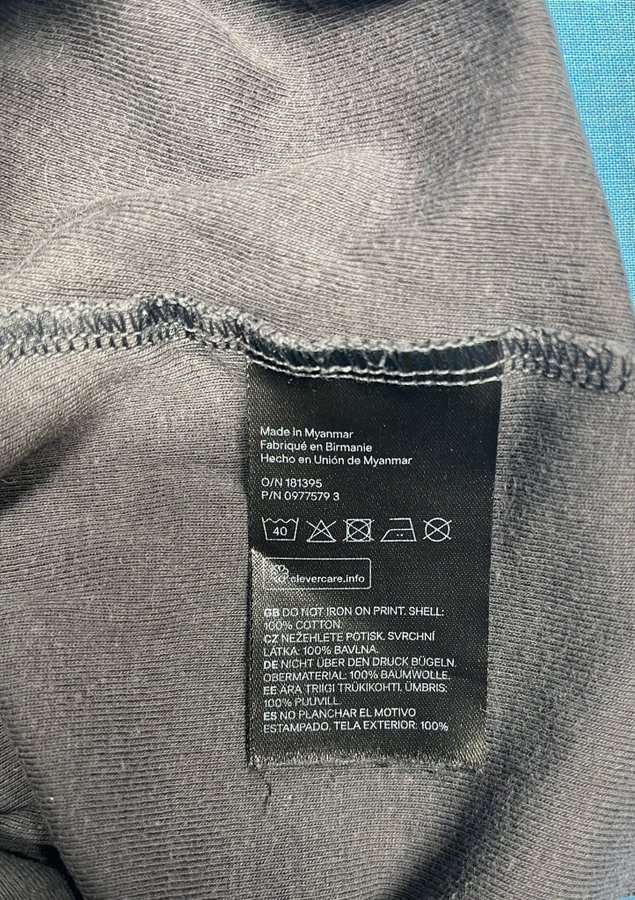 Made in Myanmar
Fabriqué en Birmanie
Hecho en Unión de Myanmar
O/N 181395
P/N 0977579 3
40
clevercare.info
GB DO NOT IRON ON PRINT. SHELL:
100% COTTON.
CZ NEŽEHLETE POTISK. SVRCHNÍ
LÁTKA: 100% BAVLNA.
DE NICHT ÜBER DEN DRUCK BÜGELN.
OBERMATERIAL: 100% BAUMWOLLE.
EE ÄRA TRIIGI TRÜKIKOHTI. ÜMBRIS:
100% PUUVILL.
ES NO PLANCHAR EL MOTIVO
ESTAMPADO. TELA EXTERIOR: 100%